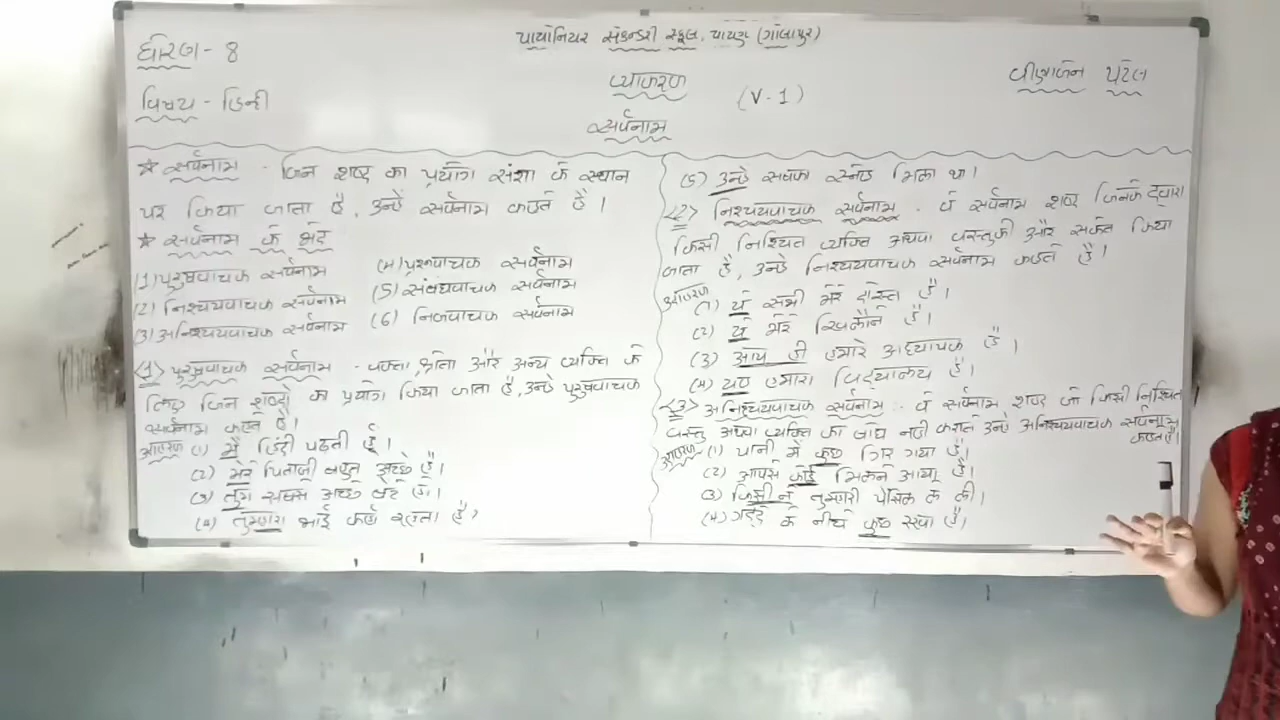 धोरण - 8
पायोनियर सेकन्डरी स्कूल, पायण (गांधीपुर)
व्याकरण
वीणाबेन पटेल
विषय - हिन्दी
(V-1)
सर्वनाम
☆ सर्वनाम - जिन शब्द का प्रयोग संज्ञा के स्थान
पर किया जाता है, उन्हें सर्वनाम कहते है।
☆ सर्वनाम के भेद
(1) पुरुषवाचक सर्वनाम
(2) निश्चयवाचक सर्वनाम
(3) अनिश्चयवाचक सर्वनाम
(4) प्रश्नवाचक सर्वनाम
(5) संबंधवाचक सर्वनाम
(6) निजवाचक सर्वनाम
<1> पुरुषवाचक सर्वनाम - वक्ता, श्रोता और अन्य व्यक्ति के
लिए जिन शब्दों का प्रयोग किया जाता है, उन्हे पुरुषवाचक
सर्वनाम कहते है।
उदाहरण (1) मैं हिंदी पढ़ती हूँ।
(2) मेरे पिताजी बहुत अच्छे है।
(3) तुम सबसे अच्छे हो।
(4) तुम्हारा भाई कहाँ रहता है?
(5) उन्हे सबका स्नेह मिला था।
<2> निश्चयवाचक सर्वनाम - वे सर्वनाम शब्द जिनके द्वारा
किसी निश्चित व्यक्ति अथवा वस्तुकी और संकेत किया
जाता है, उन्हे निश्चयवाचक सर्वनाम कहते है।
उदाहरण (1) ये सभी मेरे दोस्त है।
(2) ये मेरे खिलौने है।
(3) आप ही हमारे अध्यापक है।
(4) यह हमारा विद्यालय है।
<3> अनिश्चयवाचक सर्वनाम :- वे सर्वनाम शब्द जो किसी निश्चित
वस्तु अथवा व्यक्ति का बोध नही कराते उन्हे अनिश्चयवाचक सर्वनाम
कहते है।
उदाहरण (1) पानी में कुछ गिर गया है।
(2) आपसे कोई मिलने आया है।
(3) किसी ने तुम्हारी पेंसिल ले ली।
(4) गद्दे के नीचे कुछ रखा है।